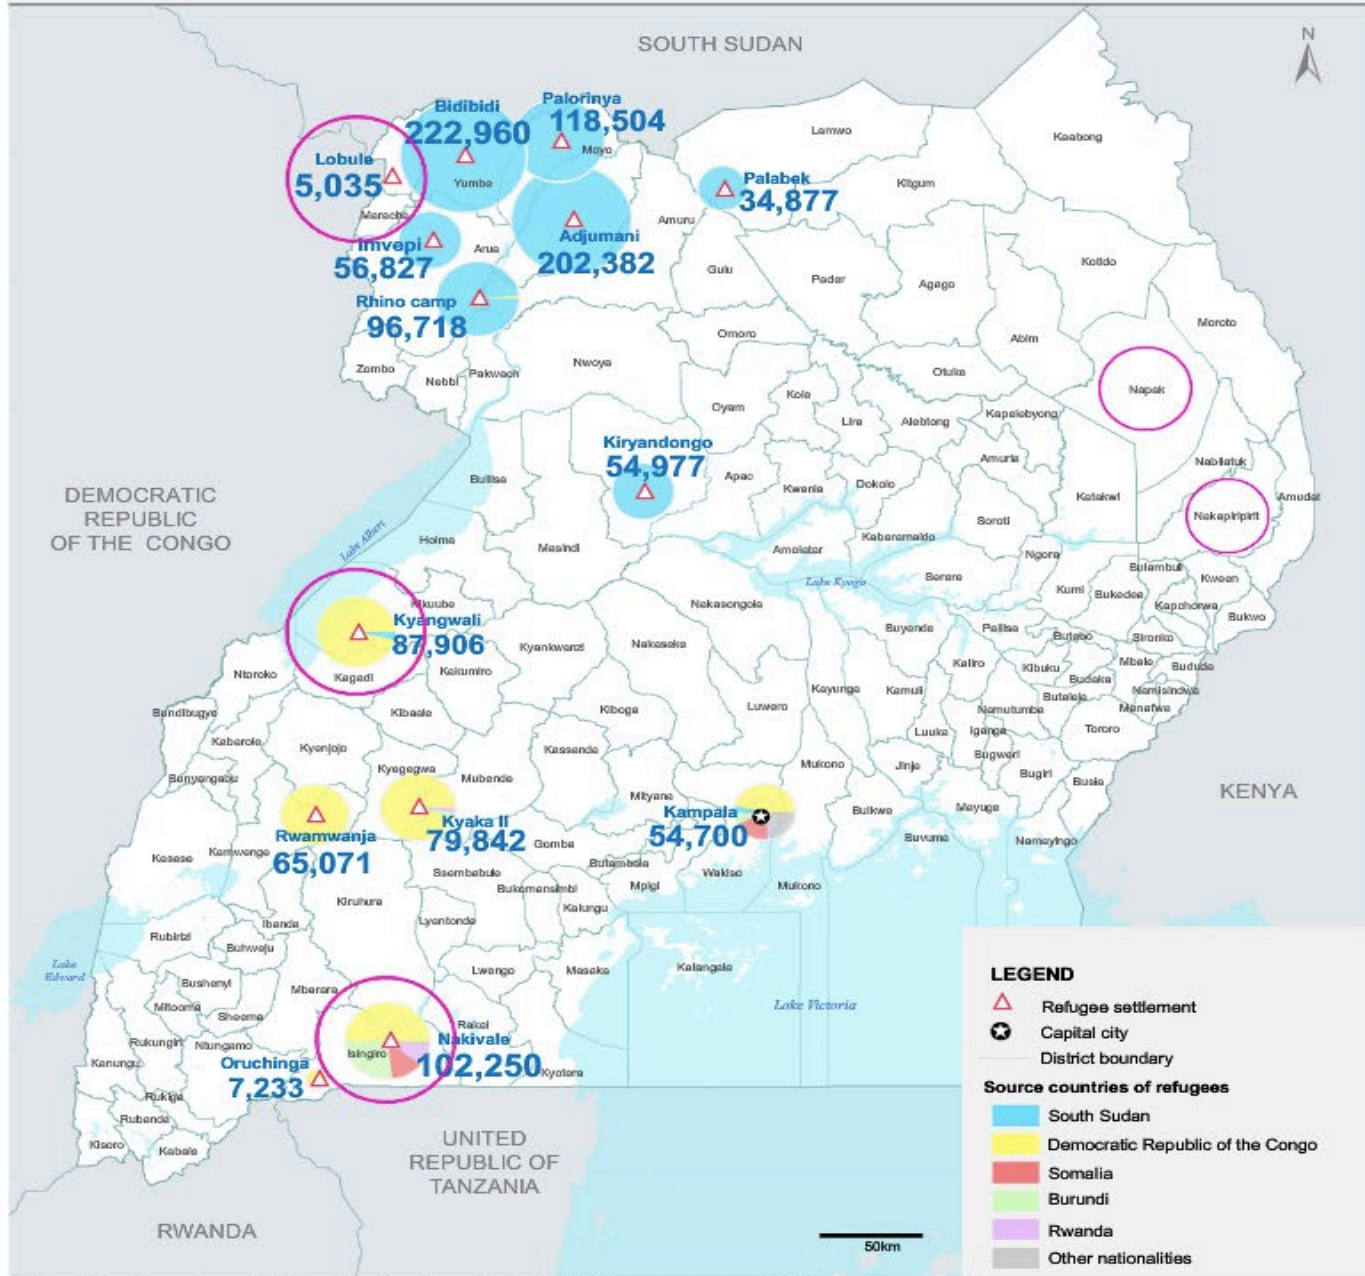 SOUTH SUDAN
N
Bidibidi
222,960
Palorinya
118,504
Moyo
Lamwo
Kaabong
Lobule
5,035
Yumbe
Palabek
34,877
Kitgum
Maracha
Imvepi
56,827
Arua
Adjumani
202,382
Amuru
Gulu
Pader
Agago
Kotido
Rhino camp
96,718
Omoro
Abim
Moroto
Zombo
Nebbi
Pakwach
Nwoya
Otuke
Napak
Oyam
Kole
Lira
Alebtong
Kapelebyong
Kiryandongo
54,977
Buliisa
Apac
Kwania
Dokolo
Amuria
Katakwi
Nabilatuk
Amudat
Nakapiripirit
DEMOCRATIC
REPUBLIC
OF THE CONGO
Lake Albert
Hoima
Masindi
Amolatar
Kaberamaido
Soroti
Ngora
Lake Kyoga
Serere
Kumi
Bukedea
Bulambuli
Kween
Kapchorwa
Bukwo
Kikuube
Kyangwali
87,906
Nakasongola
Buyende
Pallisa
Butebo
Sironko
Ntoroko
Kagadi
Kakumiro
Kyankwanzi
Nakaseke
Kaliro
Kibuku
Mbale
Bududa
Budaka
Namisindwa
Butaleja
Manafwa
Bundibugyo
Kibaale
Kiboga
Luwero
Kayunga
Kamuli
Namutumba
Tororo
Kabarole
Kyenjojo
Kassanda
Luuka
Iganga
Bugweri
Bunyangabu
Kyegegwa
Mubende
Mukono
Jinja
Bugiri
Busia
KENYA
Mityana
Kampala
54,700
Buikwe
Mayuge
Buvuma
Namayingo
Rwamwanja
65,071
Kyaka II
79,842
Gomba
Kasese
Kamwenge
Ssembabule
Butambala
Mpigi
Wakiso
Mukono
Bukomansimbi
Kalungu
Kiruhura
Lyantonde
Ibanda
Rubirizi
Buhweju
Lake
Edward
Lwengo
Masaka
Kalangala
Lake Victoria
Bushenyi
Mbarara
Mitooma
Sheema
Rakai
Nakivale
102,250
Isingiro
Kyotera
Rukungiri
Ntungamo
Oruchinga
7,233
Kanungu
Rukiga
Rubanda
Kisoro
Kabale
UNITED
REPUBLIC OF
TANZANIA
RWANDA
50km
LEGEND
Refugee settlement
Capital city
District boundary
Source countries of refugees
South Sudan
Democratic Republic of the Congo
Somalia
Burundi
Rwanda
Other nationalities